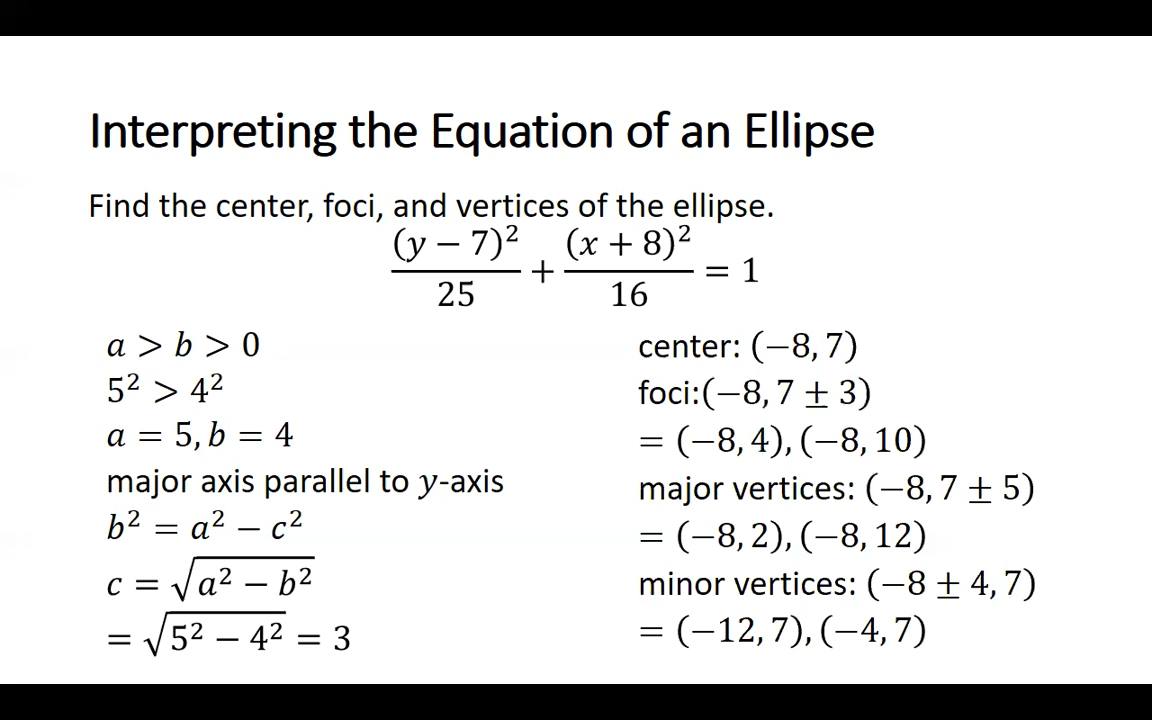 Interpreting the Equation of an Ellipse
Find the center, foci, and vertices of the ellipse.
(y − 7)²/25 + (x + 8)²/16 = 1
a > b > 0
5² > 4²
a = 5, b = 4
major axis parallel to y-axis
b² = a² − c²
c = √(a² − b²)
= √(5² − 4²) = 3
center: (−8, 7)
foci:(−8, 7 ± 3)
= (−8, 4), (−8, 10)
major vertices: (−8, 7 ± 5)
= (−8, 2), (−8, 12)
minor vertices: (−8 ± 4, 7)
= (−12, 7), (−4, 7)